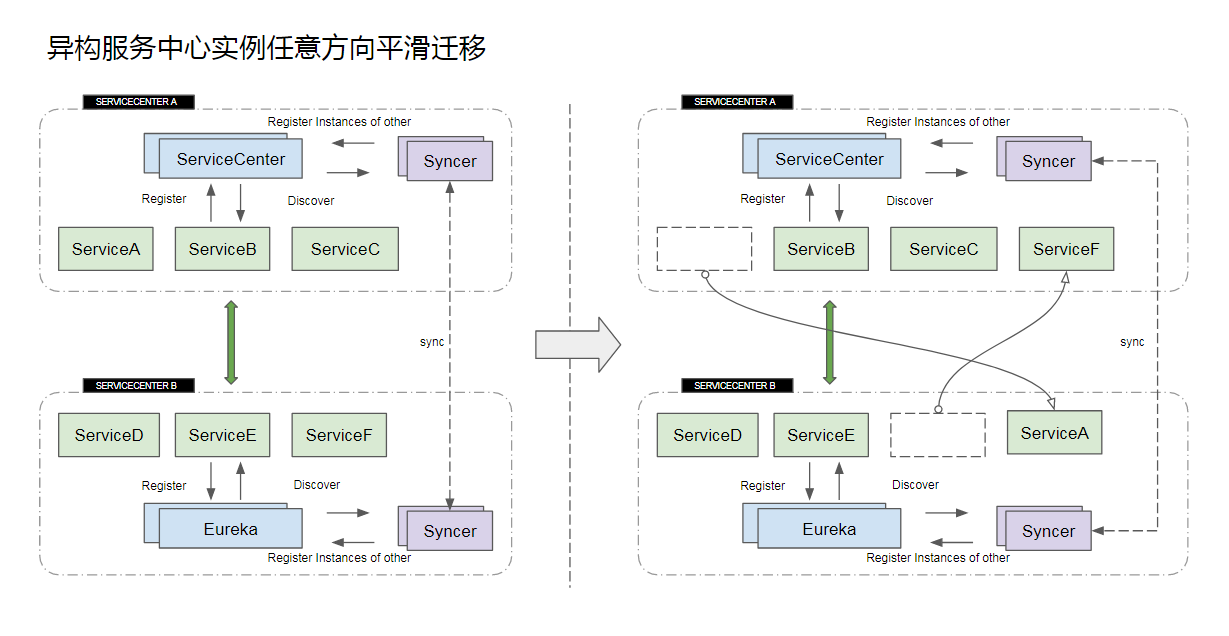 异构服务中心实例任意方向平滑迁移
SERVICECENTER A
Register Instances of other
ServiceCenter
Syncer
Register
Discover
ServiceA
ServiceB
ServiceC
sync
SERVICECENTER B
ServiceD
ServiceE
ServiceF
Register
Discover
Eureka
Syncer
Register Instances of other
SERVICECENTER A
Register Instances of other
ServiceCenter
Syncer
Register
Discover
ServiceB
ServiceC
ServiceF
sync
SERVICECENTER B
ServiceD
ServiceE
ServiceA
Register
Discover
Eureka
Syncer
Register Instances of other